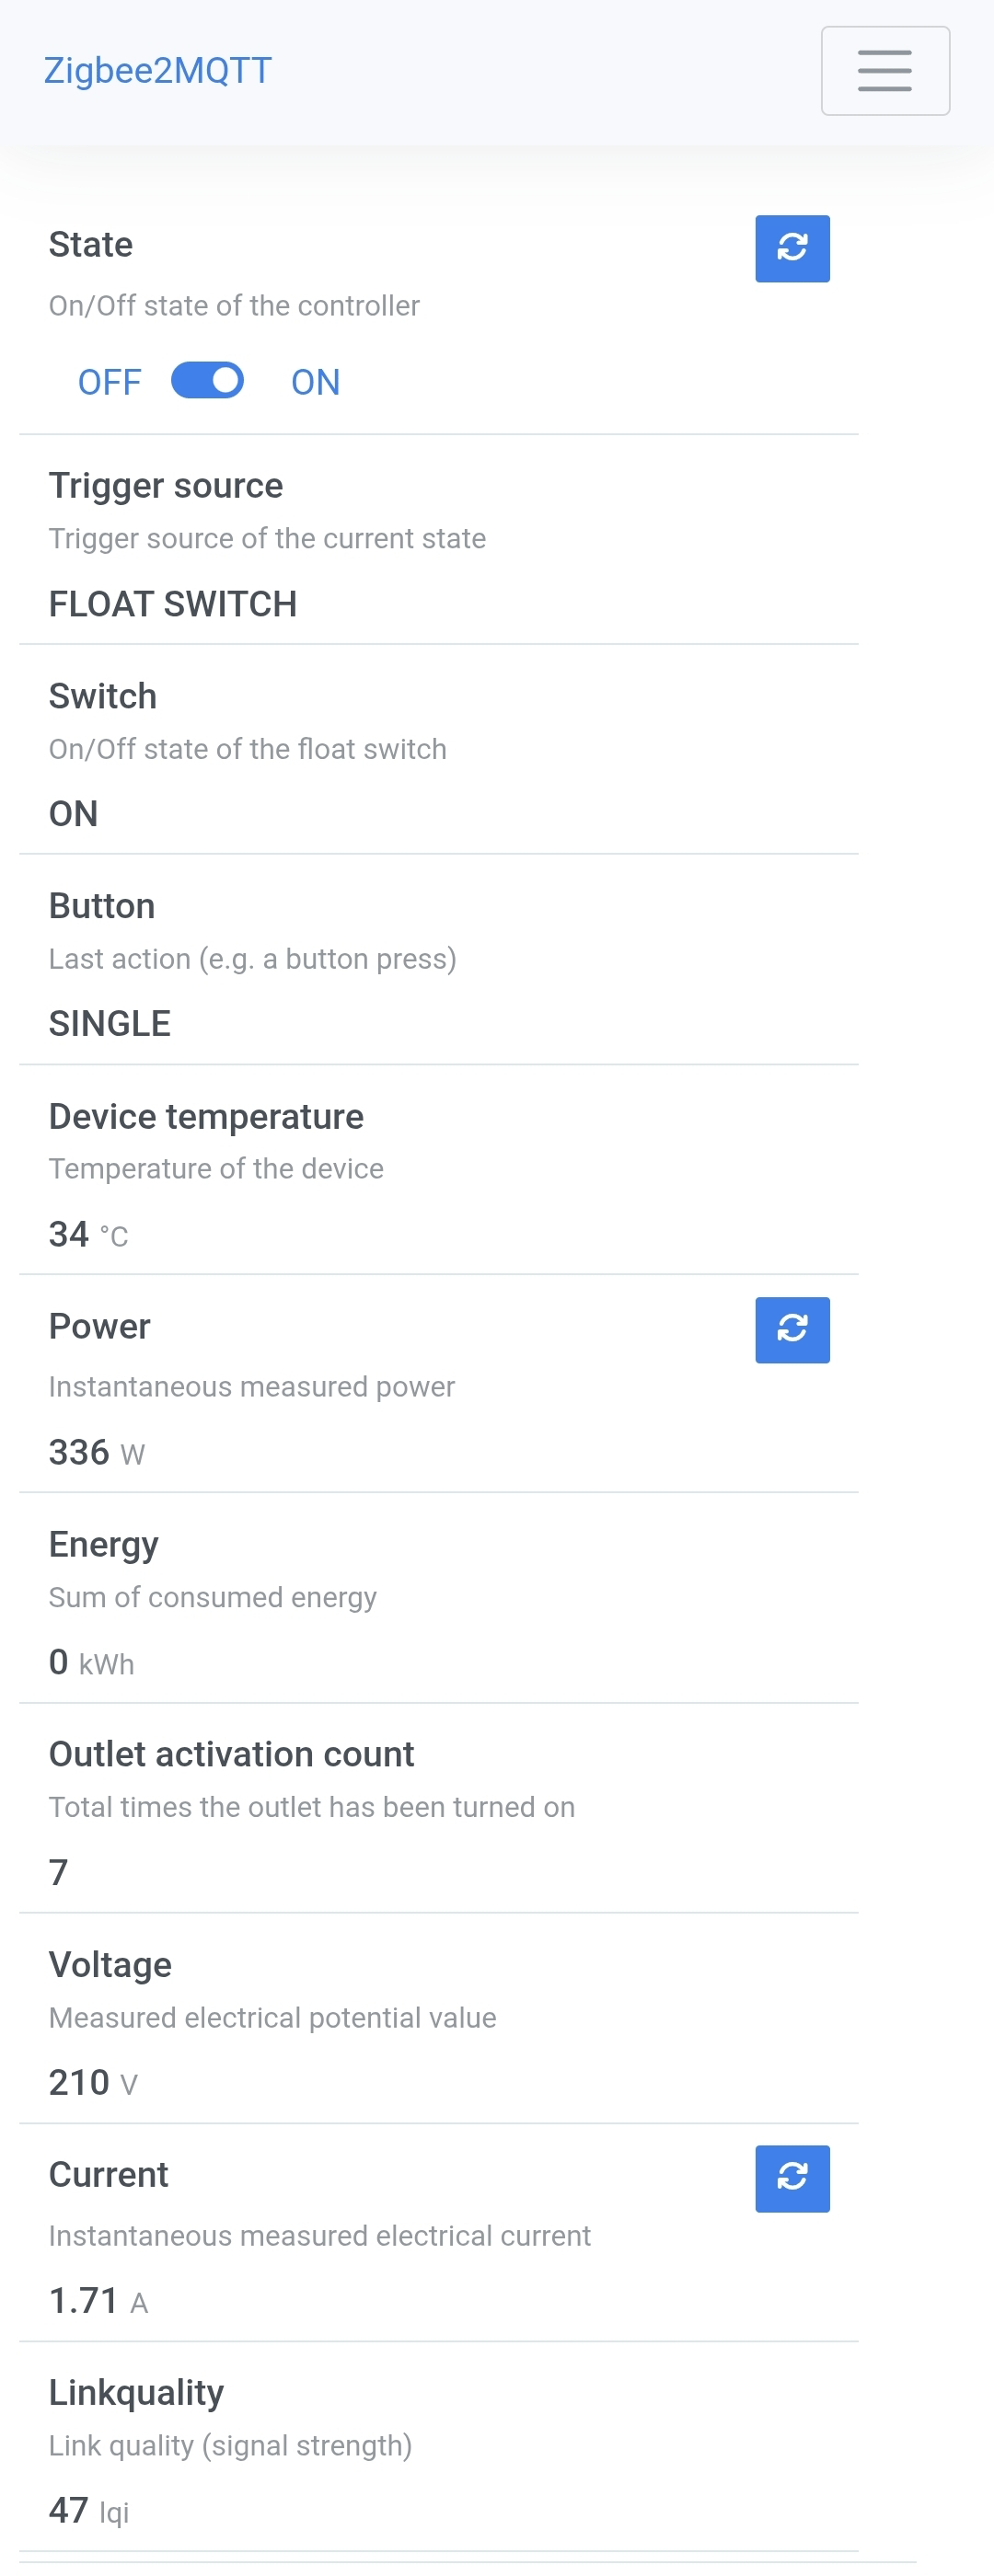 Zigbee2MQTT
State
On/Off state of the controller
OFF ON
Trigger source
Trigger source of the current state
FLOAT SWITCH
Switch
On/Off state of the float switch
ON
Button
Last action (e.g. a button press)
SINGLE
Device temperature
Temperature of the device
34 °C
Power
Instantaneous measured power
336 W
Energy
Sum of consumed energy
0 kWh
Outlet activation count
Total times the outlet has been turned on
7
Voltage
Measured electrical potential value
210 V
Current
Instantaneous measured electrical current
1.71 A
Linkquality
Link quality (signal strength)
47 lqi